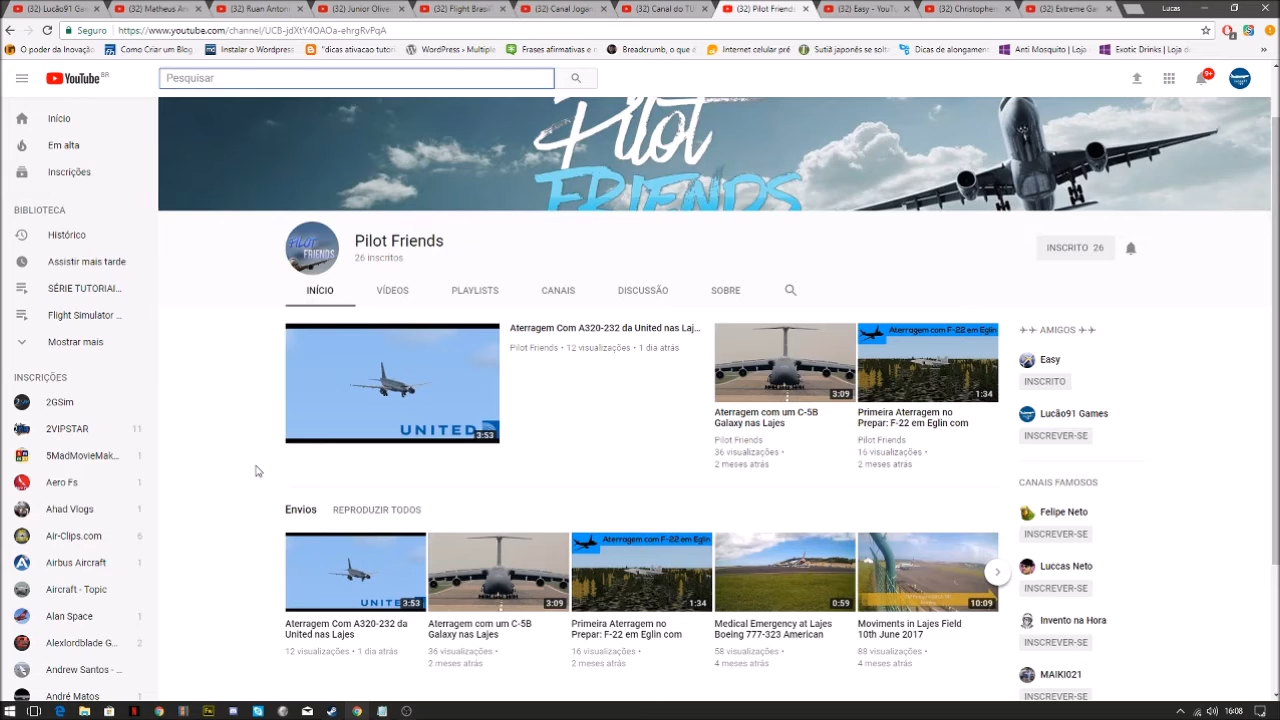 (32) Lucão91 Gam
(32) Matheus An
(32) Ruan Antoni
(32) Junior Olive
(32) Flight Brasil
(32) Canal Jogan
(32) Canal do TU
(32) Pilot Friend
(32) Easy - YouTu
(32) Christopher
(32) Extreme Ga
Lucas
Seguro
https://www.youtube.com/channel/UCB-jdXtY4OAOa-ehrgRvPqA
O poder da Inovação
Como Criar um Blog
Instalar o Wordpress
"dicas ativacao tutor
WordPress › Multiple
Frases afirmativas e n
Breadcrumb, o que é
Internet celular pré
Sutiã japonês se solt
Dicas de alongamen
Anti Mosquito | Loja
Exotic Drinks | Loja d
YouTube BR
Pesquisar
9+
Início
Em alta
Inscrições
BIBLIOTECA
Histórico
Assistir mais tarde
SÉRIE TUTORIAI...
Flight Simulator ...
Mostrar mais
INSCRIÇÕES
2GSim
2VIPSTAR 11
5MadMovieMak... 1
Aero Fs 1
Ahad Vlogs 1
Air-Clips.com 6
Airbus Aircraft
Aircraft - Topic
Alan Space 1
Alexlordblade G... 2
Andrew Santos - ...
André Matos 1
Pilot
FRIENDS
PILOT
FRIENDS
Pilot Friends
26 inscritos
INSCRITO 26
INÍCIO
VÍDEOS
PLAYLISTS
CANAIS
DISCUSSÃO
SOBRE
UNITED
3:53
Aterragem Com A320-232 da United nas Laj...
Pilot Friends • 12 visualizações • 1 dia atrás
3:09
Aterragem com um C-5B
Galaxy nas Lajes
Pilot Friends
36 visualizações •
2 meses atrás
Aterragem com F-22 em Eglin
1:34
Primeira Aterragem no
Prepar: F-22 em Eglin com
Pilot Friends
16 visualizações •
2 meses atrás
Envios
REPRODUZIR TODOS
UNITED
3:53
Aterragem Com A320-232 da
United nas Lajes
12 visualizações • 1 dia atrás
3:09
Aterragem com um C-5B
Galaxy nas Lajes
36 visualizações •
2 meses atrás
Aterragem com F-22 em Eglin
1:34
Primeira Aterragem no
Prepar: F-22 em Eglin com
16 visualizações •
2 meses atrás
0:59
Medical Emergency at Lajes
Boeing 777-323 American
58 visualizações •
4 meses atrás
10:09
Moviments in Lajes Field
10th June 2017
88 visualizações •
4 meses atrás
✈✈ AMIGOS ✈✈
Easy
INSCRITO
Lucão91 Games
INSCREVER-SE
CANAIS FAMOSOS
Felipe Neto
INSCREVER-SE
Luccas Neto
INSCREVER-SE
Invento na Hora
INSCREVER-SE
MAIKI021
INSCREVER-SE
16:08